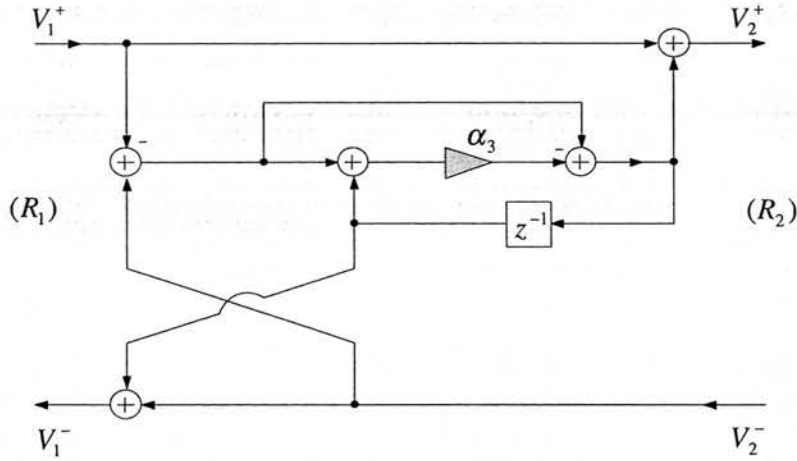 V₁⁺ V₂⁺
+
-
+ + α₃ - +
(R₁) (R₂)
z⁻¹
+
V₁⁻ V₂⁻